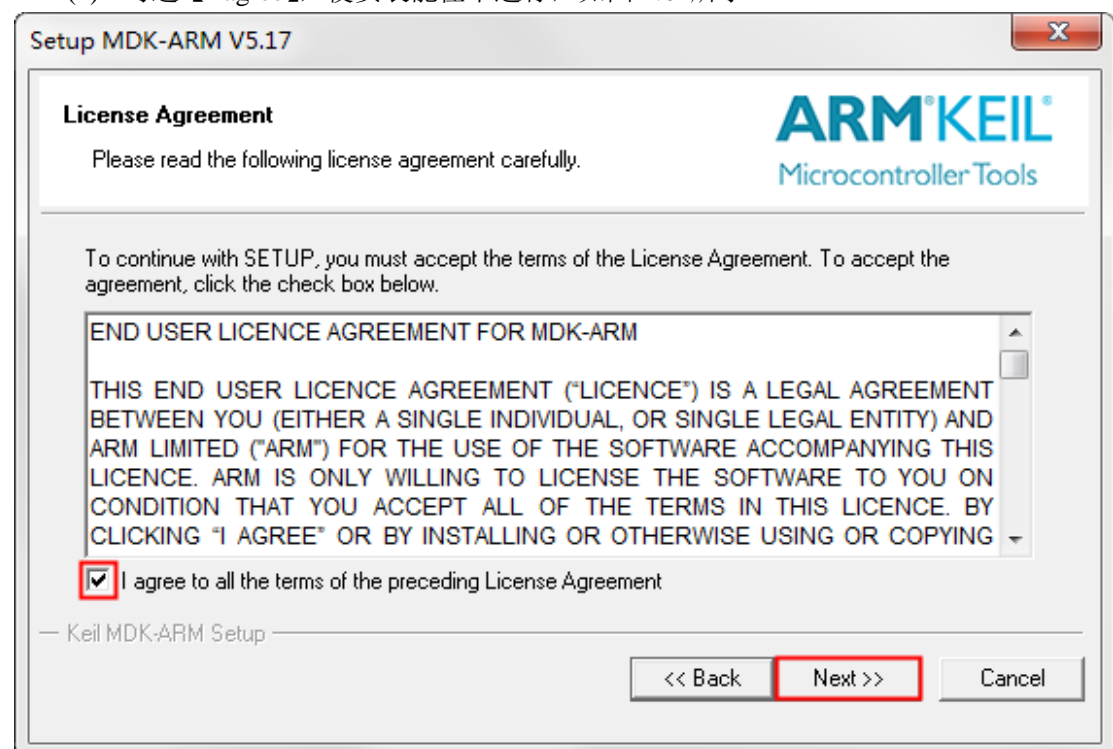 Setup MDK-ARM V5.17
License Agreement
Please read the following license agreement carefully.
ARM®KEIL®
Microcontroller Tools
To continue with SETUP, you must accept the terms of the License Agreement. To accept the
agreement, click the check box below.
END USER LICENCE AGREEMENT FOR MDK-ARM
THIS END USER LICENCE AGREEMENT (“LICENCE”) IS A LEGAL AGREEMENT
BETWEEN YOU (EITHER A SINGLE INDIVIDUAL, OR SINGLE LEGAL ENTITY) AND
ARM LIMITED ("ARM") FOR THE USE OF THE SOFTWARE ACCOMPANYING THIS
LICENCE. ARM IS ONLY WILLING TO LICENSE THE SOFTWARE TO YOU ON
CONDITION THAT YOU ACCEPT ALL OF THE TERMS IN THIS LICENCE. BY
CLICKING “I AGREE” OR BY INSTALLING OR OTHERWISE USING OR COPYING
I agree to all the terms of the preceding License Agreement
Keil MDK-ARM Setup
<< Back
Next >>
Cancel